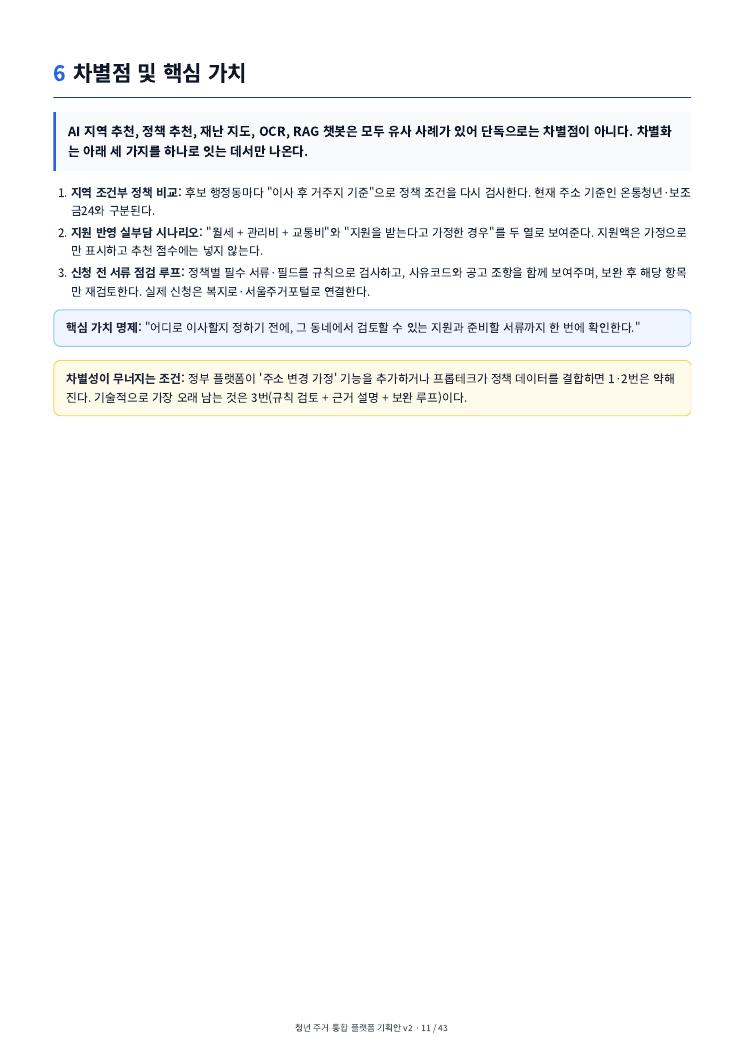 6 차별점 및 핵심 가치
AI 지역 추천, 정책 추천, 재난 지도, OCR, RAG 챗봇은 모두 유사 사례가 있어 단독으로는 차별점이 아니다. 차별화
는 아래 세 가지를 하나로 잇는 데서만 나온다.
1. 지역 조건부 정책 비교: 후보 행정동마다 "이사 후 거주지 기준"으로 정책 조건을 다시 검사한다. 현재 주소 기준인 온통청년·보조
금24와 구분된다.
2. 지원 반영 실부담 시나리오: "월세 + 관리비 + 교통비"와 "지원을 받는다고 가정한 경우"를 두 열로 보여준다. 지원액은 가정으로
만 표시하고 추천 점수에는 넣지 않는다.
3. 신청 전 서류 점검 루프: 정책별 필수 서류·필드를 규칙으로 검사하고, 사유코드와 공고 조항을 함께 보여주며, 보완 후 해당 항목
만 재검토한다. 실제 신청은 복지로·서울주거포털로 연결한다.
핵심 가치 명제: "어디로 이사할지 정하기 전에, 그 동네에서 검토할 수 있는 지원과 준비할 서류까지 한 번에 확인한다."
차별성이 무너지는 조건: 정부 플랫폼이 '주소 변경 가정' 기능을 추가하거나 프롭테크가 정책 데이터를 결합하면 1·2번은 약해
진다. 기술적으로 가장 오래 남는 것은 3번(규칙 검토 + 근거 설명 + 보완 루프)이다.
청년 주거 통합 플랫폼 기획안 v2 · 11 / 43